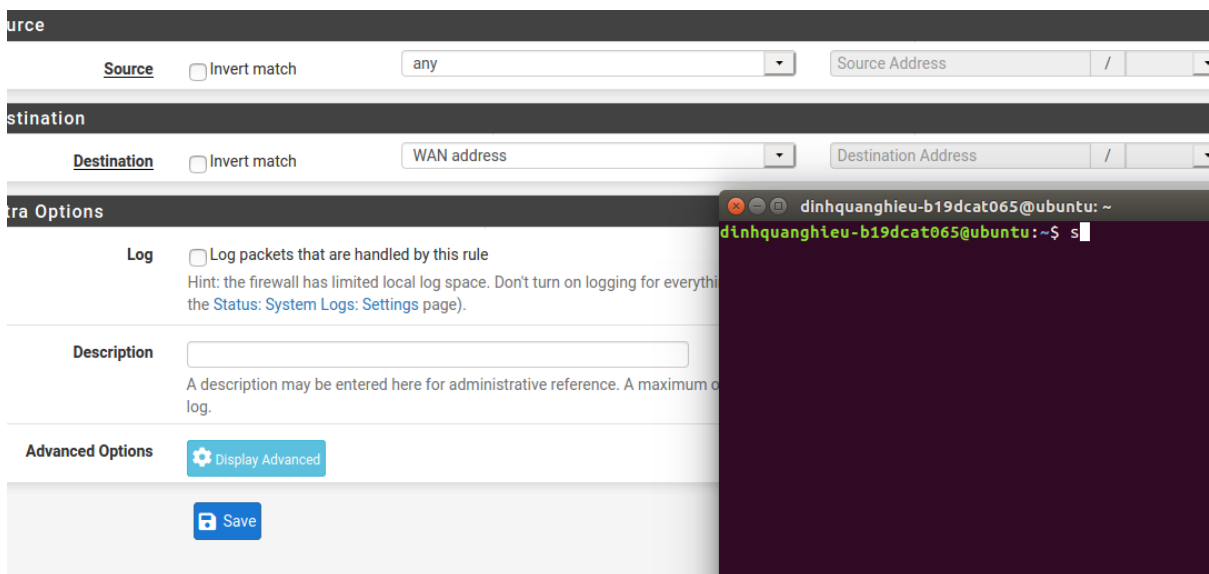 urce
Source Invert match any Source Address /
stination
Destination Invert match WAN address Destination Address /
tra Options
dinhquanghieu-b19dcat065@ubuntu: ~
dinhquanghieu-b19dcat065@ubuntu:~$ s
Log Log packets that are handled by this rule
Hint: the firewall has limited local log space. Don't turn on logging for everythi
the Status: System Logs: Settings page).
Description
A description may be entered here for administrative reference. A maximum o
log.
Advanced Options Display Advanced
Save